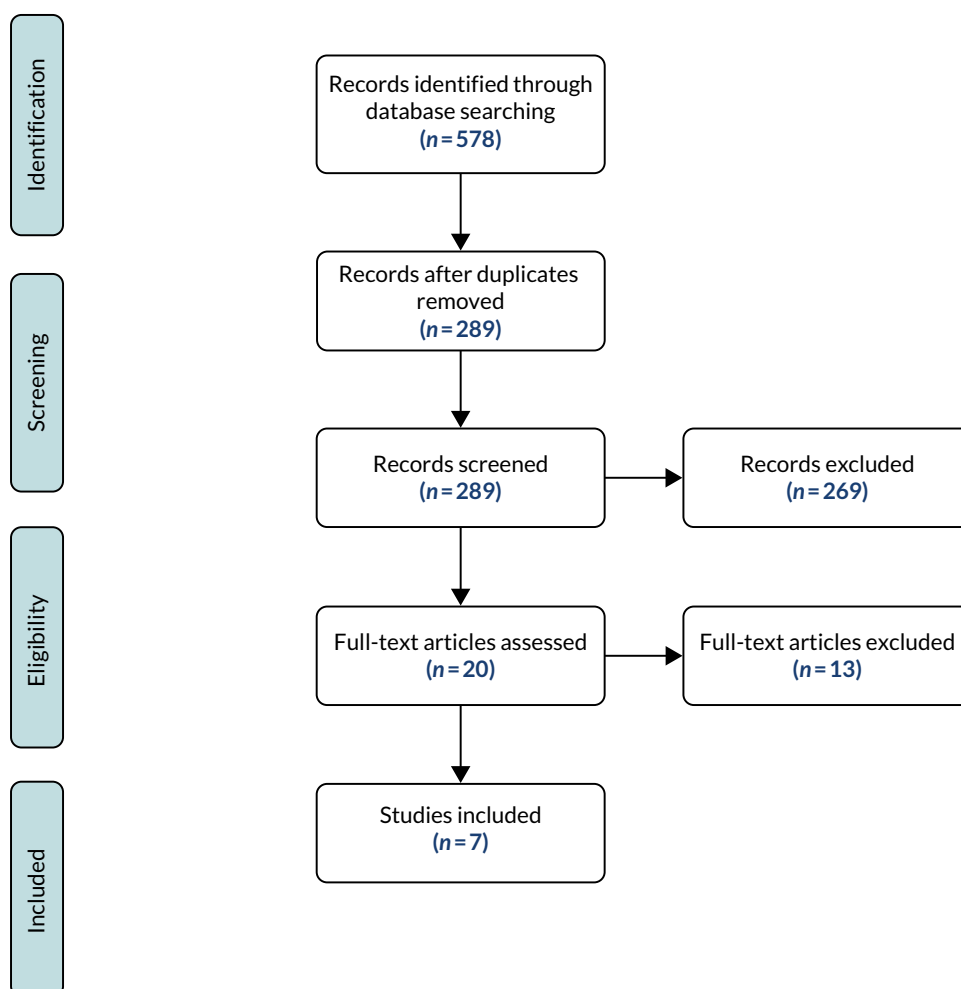 Identification
Records identified through
database searching
(n=578)
Records after duplicates
removed
(n=289)
Screening
Records screened
(n=289)
Records excluded
(n=269)
Eligibility
Full-text articles assessed
(n=20)
Full-text articles excluded
(n=13)
Included
Studies included
(n=7)